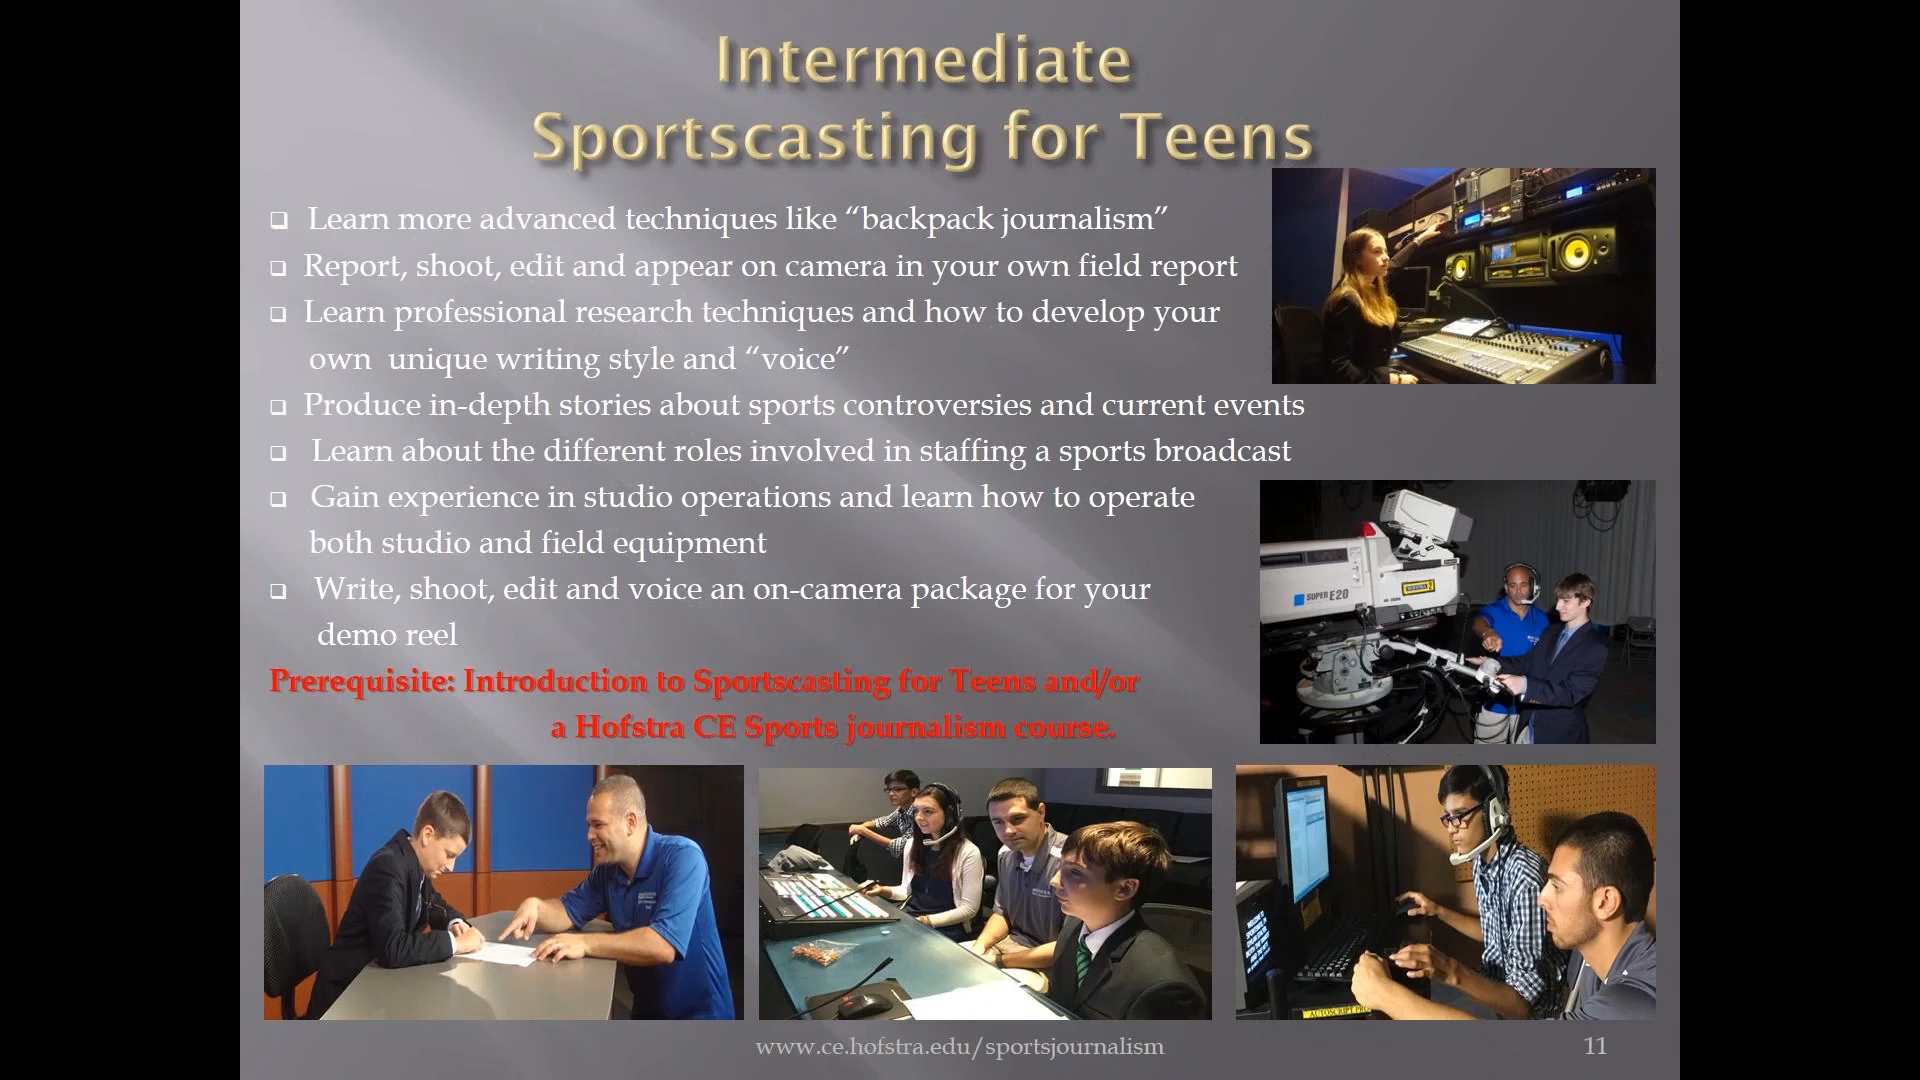 Intermediate
Sportscasting for Teens
Learn more advanced techniques like “backpack journalism”
Report, shoot, edit and appear on camera in your own field report
Learn professional research techniques and how to develop your
own unique writing style and “voice”
Produce in-depth stories about sports controversies and current events
Learn about the different roles involved in staffing a sports broadcast
Gain experience in studio operations and learn how to operate
both studio and field equipment
Write, shoot, edit and voice an on-camera package for your
demo reel
Prerequisite: Introduction to Sportscasting for Teens and/or
a Hofstra CE Sports journalism course.
SUPER E20
HOFSTRA 2
AUTOSCRIPT
www.ce.hofstra.edu/sportsjournalism
11